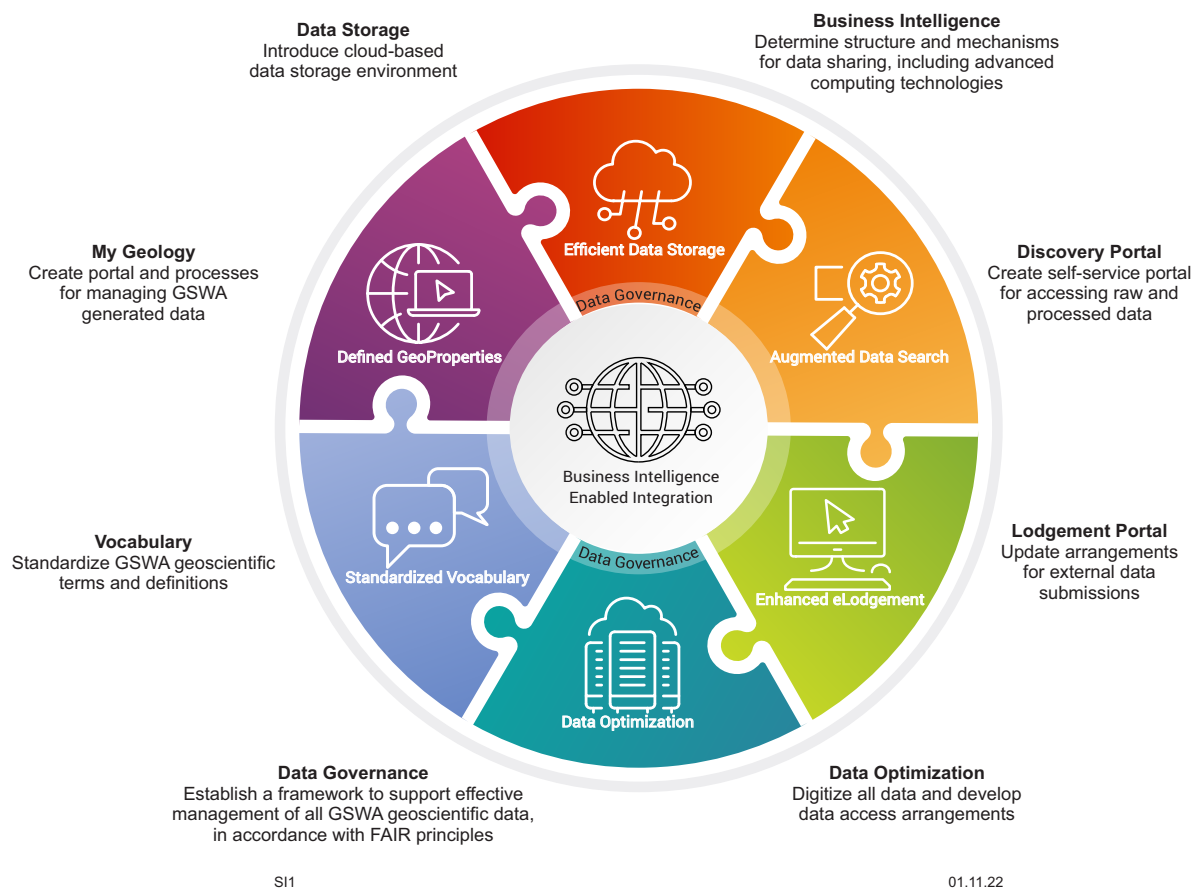 Data Storage
Introduce cloud-based
data storage environment
Business Intelligence
Determine structure and mechanisms
for data sharing, including advanced
computing technologies
My Geology
Create portal and processes
for managing GSWA
generated data
Discovery Portal
Create self-service portal
for accessing raw and
processed data
Efficient Data Storage
Data Governance
Defined GeoProperties
Augmented Data Search
Business Intelligence
Enabled Integration
Vocabulary
Standardize GSWA geoscientific
terms and definitions
Lodgement Portal
Update arrangements
for external data
submissions
Data Governance
Standardized Vocabulary
Enhanced eLodgement
Data Optimization
Data Governance
Establish a framework to support effective
management of all GSWA geoscientific data,
in accordance with FAIR principles
Data Optimization
Digitize all data and develop
data access arrangements
SI1
01.11.22